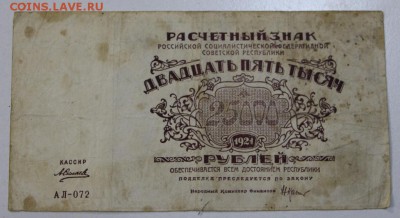 COINS.LAV.RU
РАСЧЕТНЫЙ ЗНАК
РОССИЙСКОЙ СОЦИАЛИСТИЧЕСКОЙ ФЕДЕРАТИВНОЙ
СОВЕТСКОЙ РЕСПУБЛИКИ
ДВАДЦАТЬ ПЯТЬ ТЫСЯЧ
25000
1921
РУБЛЕЙ
ОБЕСПЕЧИВАЕТСЯ ВСЕМ ДОСТОЯНИЕМ РЕСПУБЛИКИ
ПОДДЕЛКА ПРЕСЛЕДУЕТСЯ ПО ЗАКОНУ
КАССИР
АЛ-072
Народный Комиссар Финансов